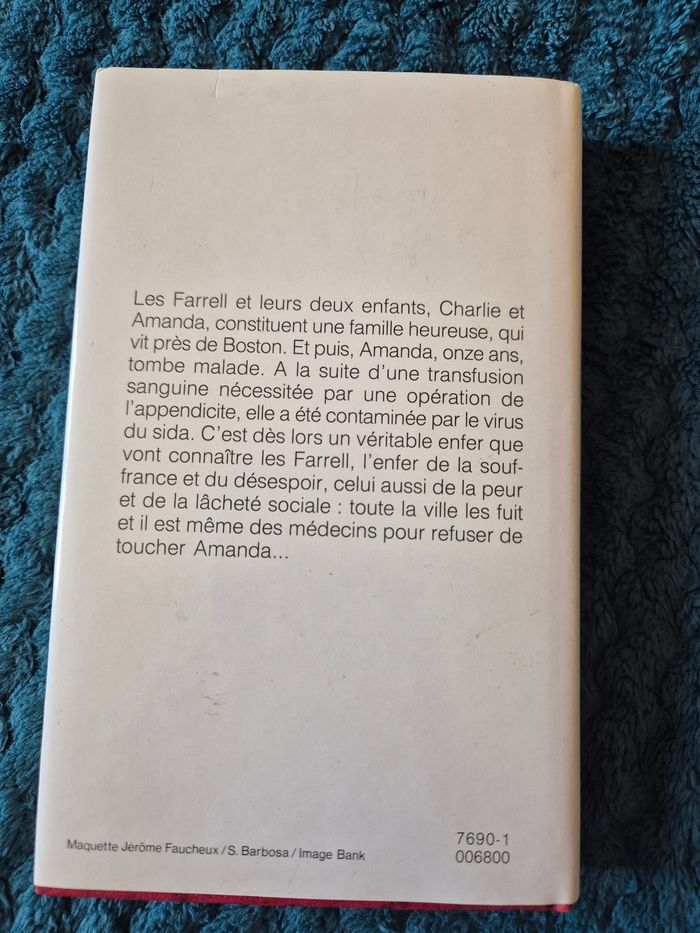 Les Farrell et leurs deux enfants, Charlie et
Amanda, constituent une famille heureuse, qui
vit près de Boston. Et puis, Amanda, onze ans,
tombe malade. A la suite d'une transfusion
sanguine nécessitée par une opération de
l'appendicite, elle a été contaminée par le virus
du sida. C'est dès lors un véritable enfer que
vont connaître les Farrell, l'enfer de la souf-
france et du désespoir, celui aussi de la peur
et de la lâcheté sociale : toute la ville les fuit
et il est même des médecins pour refuser de
toucher Amanda...
Maquette Jérôme Faucheux / S. Barbosa / Image Bank
7690-1
006800